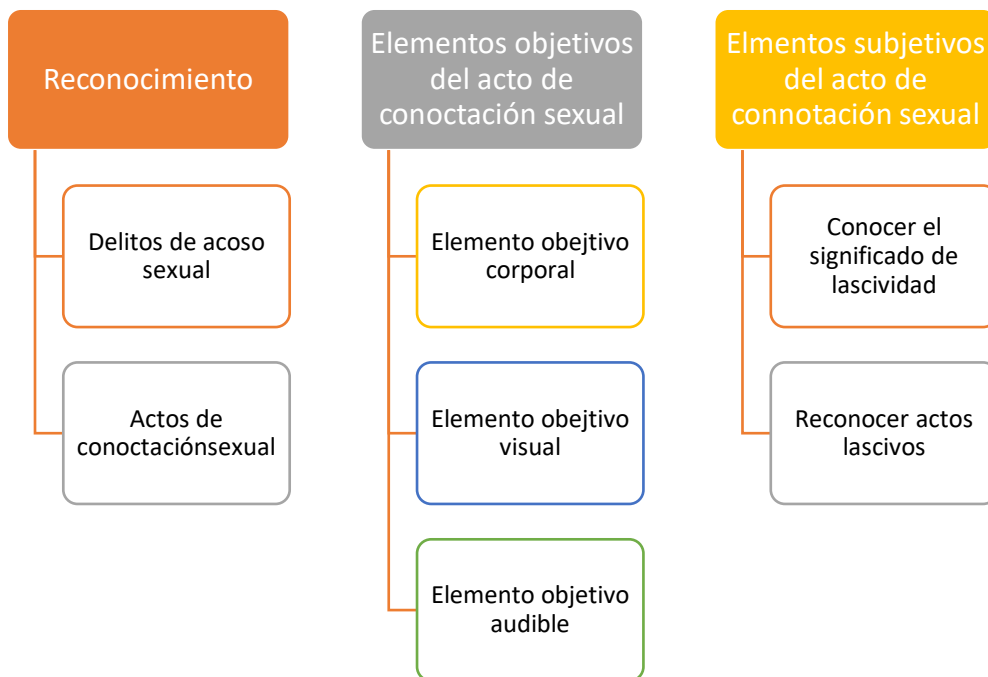 Reconocimiento
Delitos de acoso
sexual
Actos de
conoctaciónsexual
Elementos objetivos
del acto de
conoctación sexual
Elemento obejtivo
corporal
Elemento obejtivo
visual
Elemento objetivo
audible
Elmentos subjetivos
del acto de
connotación sexual
Conocer el
significado de
lascividad
Reconocer actos
lascivos